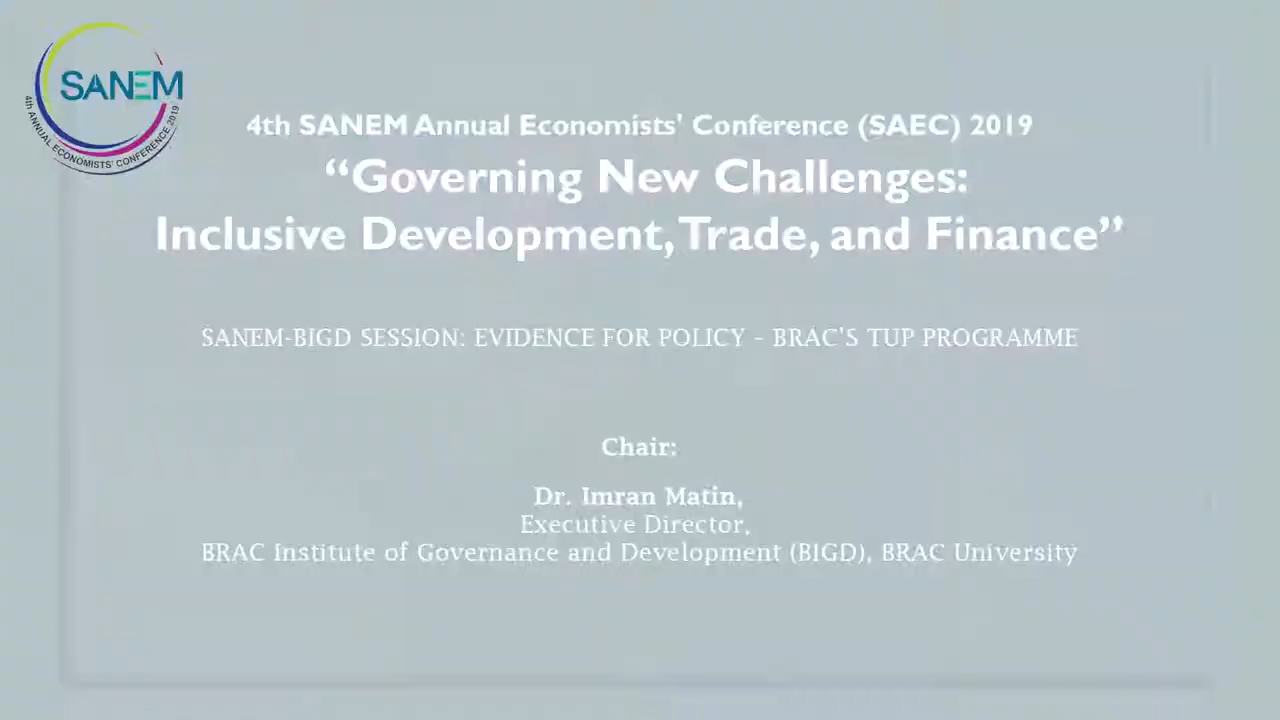 SANEM
4th ANNUAL ECONOMISTS' CONFERENCE 2019
4th SANEM Annual Economists' Conference (SAEC) 2019
“Governing New Challenges:
Inclusive Development, Trade, and Finance”
SANEM-BIGD SESSION: EVIDENCE FOR POLICY - BRAC'S TUP PROGRAMME
Chair:
Dr. Imran Matin,
Executive Director,
BRAC Institute of Governance and Development (BIGD), BRAC University